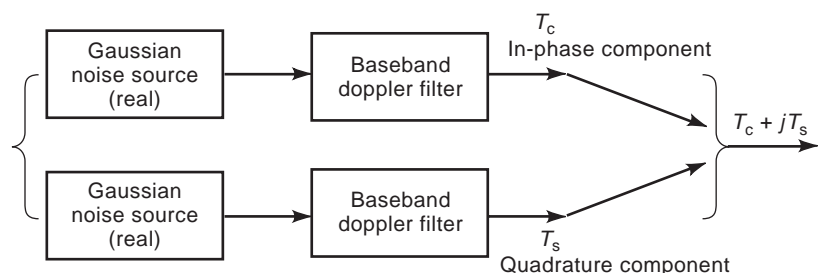 Gaussian
noise source
(real)
Baseband
doppler filter
T_c
In-phase component
T_c + jT_s
Gaussian
noise source
(real)
Baseband
doppler filter
T_s
Quadrature component